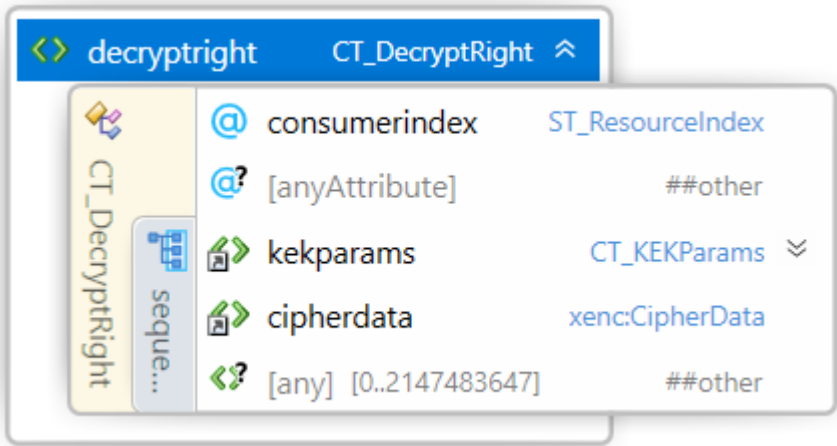 decryptright CT_DecryptRight
CT_DecryptRight
seque...
@ consumerindex ST_ResourceIndex
@? [anyAttribute] ##other
kekparams CT_KEKParams
cipherdata xenc:CipherData
[any] [0..2147483647] ##other